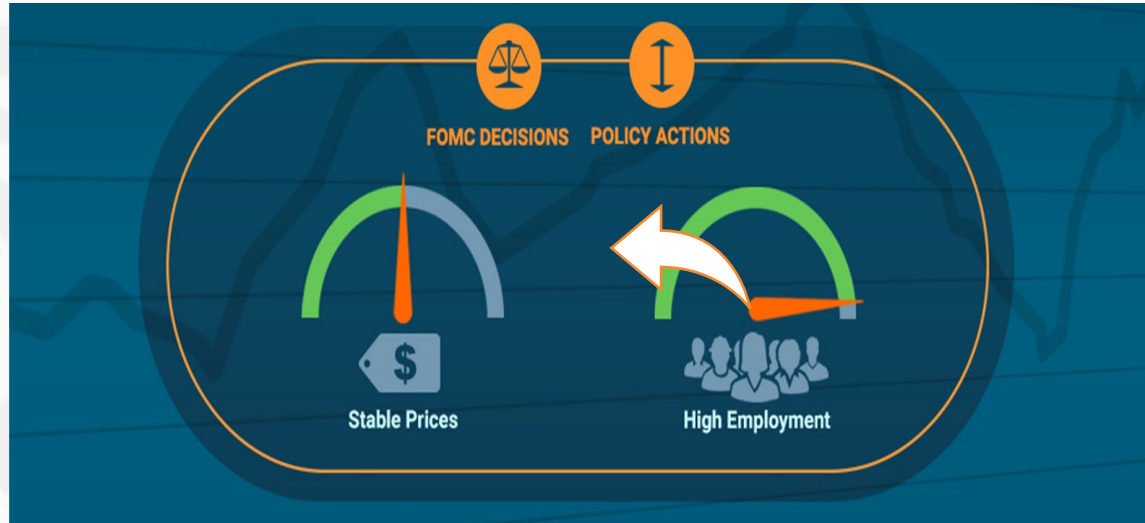 FOMC DECISIONS
POLICY ACTIONS
$
Stable Prices
High Employment